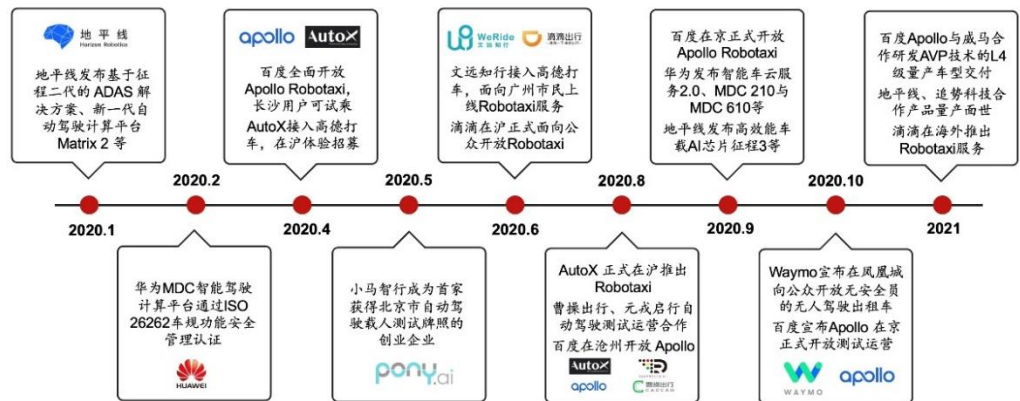 地平线
Horizon Robotics
地平线发布基于征
程二代的 ADAS 解
决方案、新一代自
动驾驶计算平台
Matrix 2 等
apollo AutoX
百度全面开放
Apollo Robotaxi,
长沙用户可试乘
AutoX接入高德打
车，在沪体验招募
WeRide
文远知行
滴滴出行
文远知行接入高德打
车，面向广州市民上
线Robotaxi服务
滴滴在沪正式面向公
众开放Robotaxi
百度在京正式开放
Apollo Robotaxi
华为发布智能车云服
务2.0、MDC 210与
MDC 610等
地平线发布高效能车
载AI芯片征程3等
百度Apollo与威马合
作研发AVP技术的L4
级量产车型交付
地平线、追势科技合
作产品量产面世
滴滴在海外推出
Robotaxi服务
2020.2 2020.5 2020.8 2020.10
2020.1 2020.4 2020.6 2020.9 2021
华为MDC智能驾驶
计算平台通过ISO
26262车规功能安全
管理认证
HUAWEI
小马智行成为首家
获得北京市自动驾
驶载人测试牌照的
创业企业
pony.ai
AutoX 正式在沪推出
Robotaxi
曹操出行、元戎启行自
动驾驶测试运营合作
百度在沧州开放 Apollo
AutoX
apollo
曹操出行
CAOCAO
Waymo宣布在凤凰城
向公众开放无安全员
的无人驾驶出租车
百度宣布Apollo 在京
正式开放测试运营
WAYMO
apollo